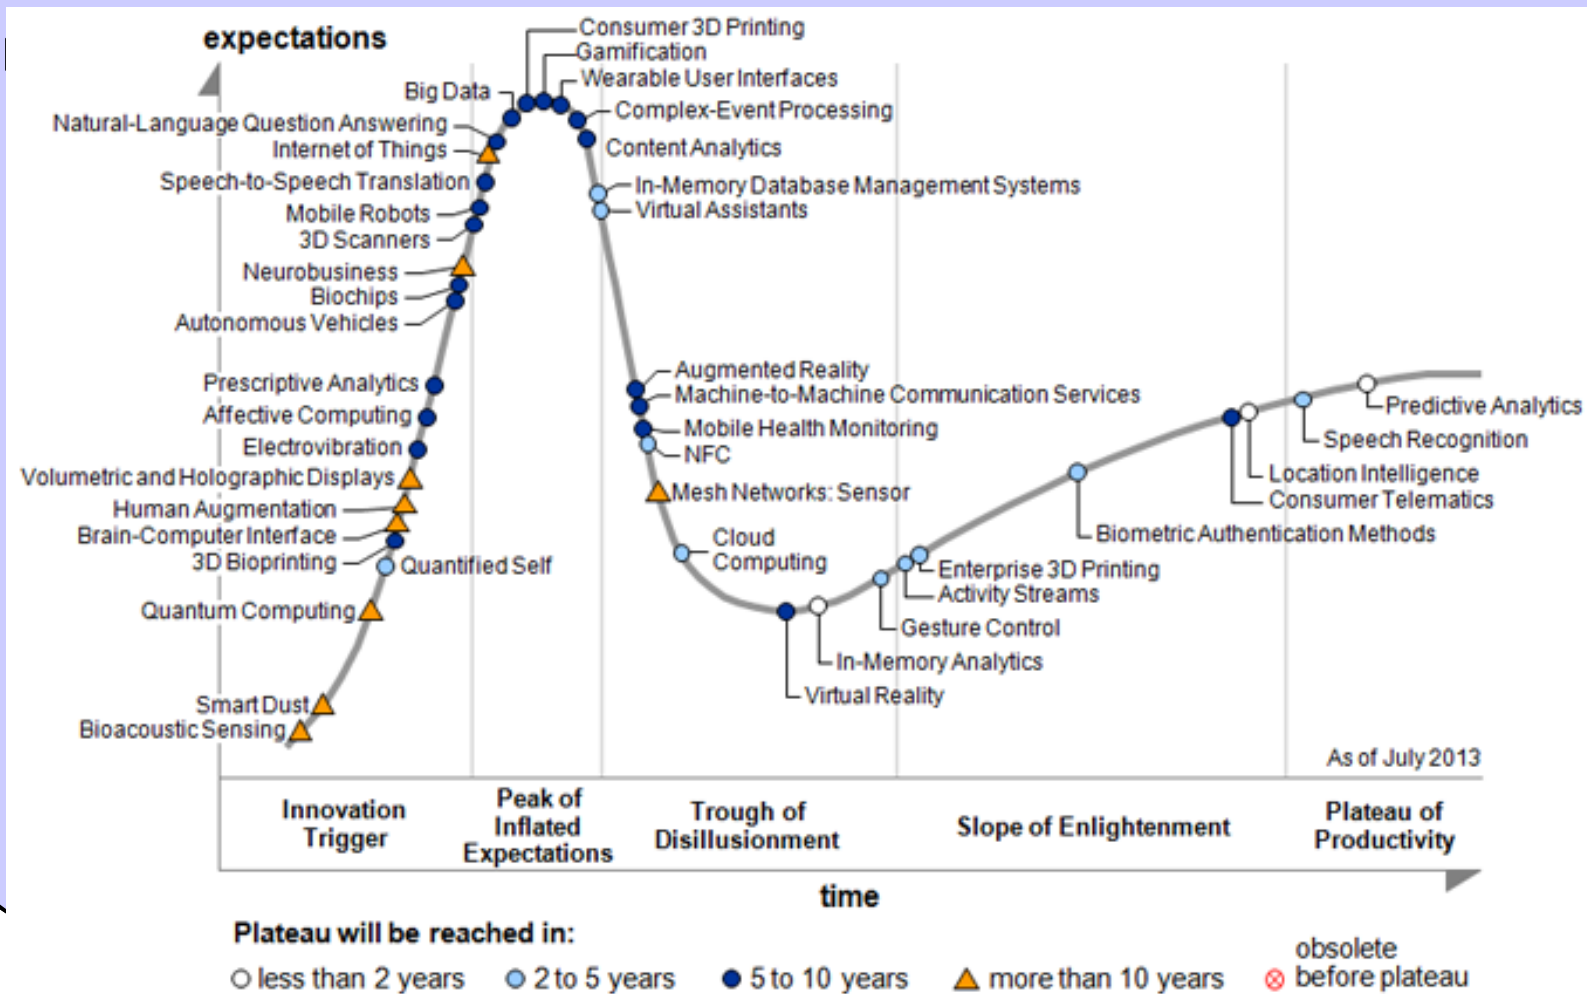 expectations
Consumer 3D Printing
Gamification
Wearable User Interfaces
Big Data
Complex-Event Processing
Natural-Language Question Answering
Internet of Things
Content Analytics
Speech-to-Speech Translation
In-Memory Database Management Systems
Mobile Robots
Virtual Assistants
3D Scanners
Neurobusiness
Biochips
Autonomous Vehicles
Augmented Reality
Prescriptive Analytics
Machine-to-Machine Communication Services
Predictive Analytics
Affective Computing
Mobile Health Monitoring
Speech Recognition
Electrovibration
NFC
Volumetric and Holographic Displays
Location Intelligence
Mesh Networks: Sensor
Consumer Telematics
Human Augmentation
Brain-Computer Interface
Biometric Authentication Methods
Cloud
Computing
3D Bioprinting
Quantified Self
Enterprise 3D Printing
Activity Streams
Quantum Computing
Gesture Control
In-Memory Analytics
Virtual Reality
Smart Dust
Bioacoustic Sensing
As of July 2013
Innovation
Trigger
Peak of
Inflated
Expectations
Trough of
Disillusionment
Slope of Enlightenment
Plateau of
Productivity
time
Plateau will be reached in:
less than 2 years
2 to 5 years
5 to 10 years
more than 10 years
obsolete
before plateau